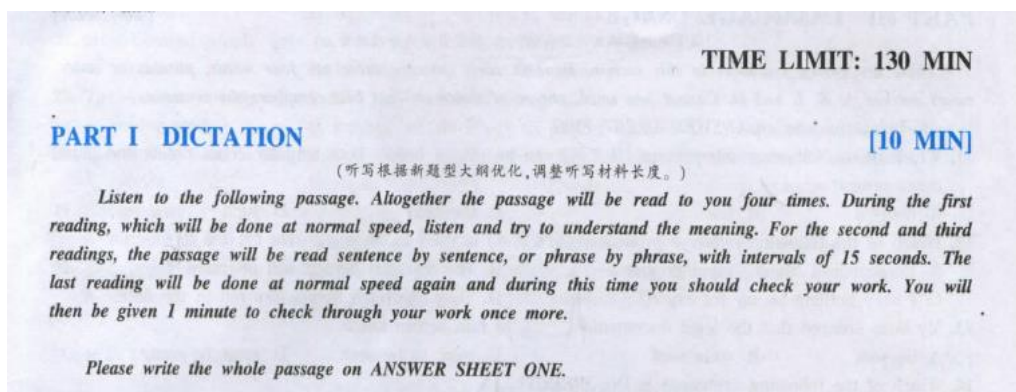 TIME LIMIT: 130 MIN
PART I DICTATION [10 MIN]
(听写根据新题型大纲优化,调整听写材料长度。)
Listen to the following passage. Altogether the passage will be read to you four times. During the first
reading, which will be done at normal speed, listen and try to understand the meaning. For the second and third
readings, the passage will be read sentence by sentence, or phrase by phrase, with intervals of 15 seconds. The
last reading will be done at normal speed again and during this time you should check your work. You will
then be given 1 minute to check through your work once more.
Please write the whole passage on ANSWER SHEET ONE.